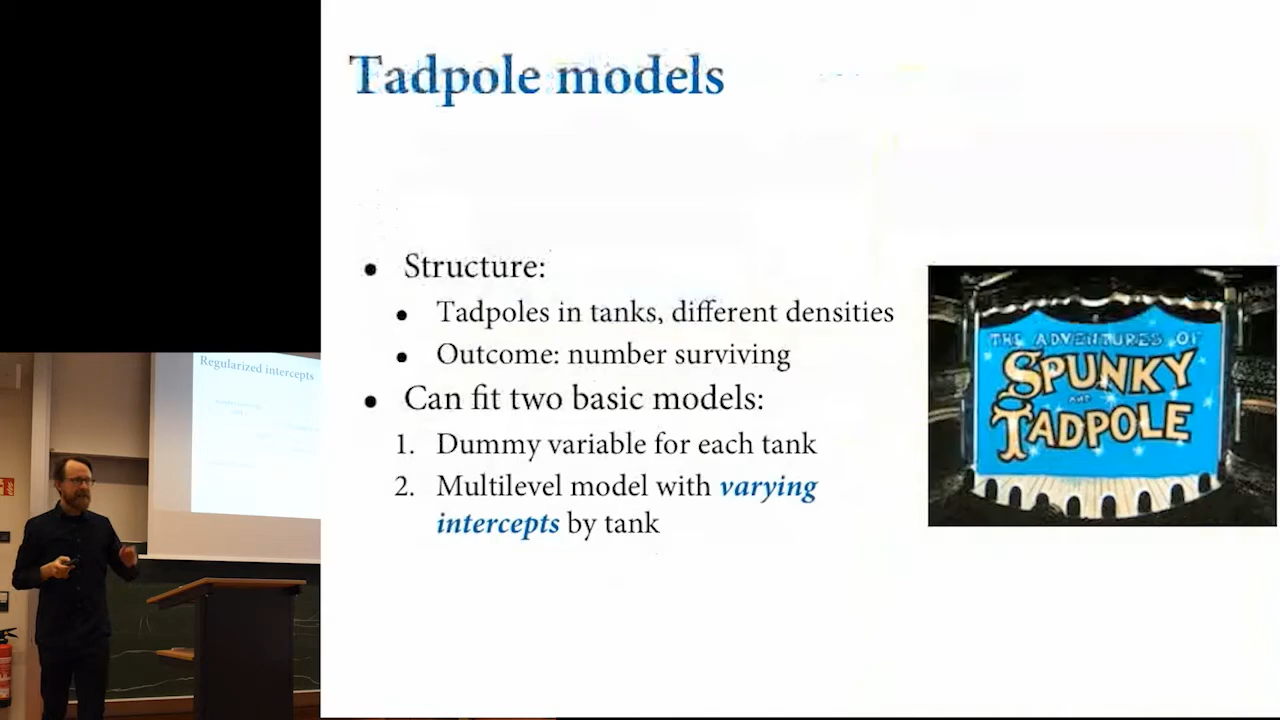 Tadpole models
• Structure:
• Tadpoles in tanks, different densities
• Outcome: number surviving
• Can fit two basic models:
1. Dummy variable for each tank
2. Multilevel model with varying
intercepts by tank
THE ADVENTURES OF
SPUNKY
AND
TADPOLE
Regularized intercepts